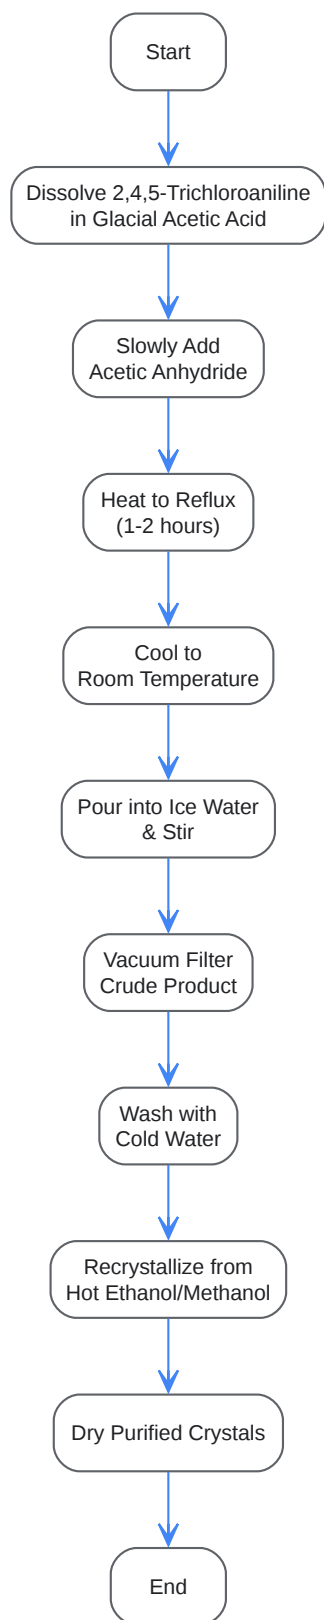 Start
Dissolve 2,4,5-Trichloroaniline
in Glacial Acetic Acid
Slowly Add
Acetic Anhydride
Heat to Reflux
(1-2 hours)
Cool to
Room Temperature
Pour into Ice Water
& Stir
Vacuum Filter
Crude Product
Wash with
Cold Water
Recrystallize from
Hot Ethanol/Methanol
Dry Purified Crystals
End